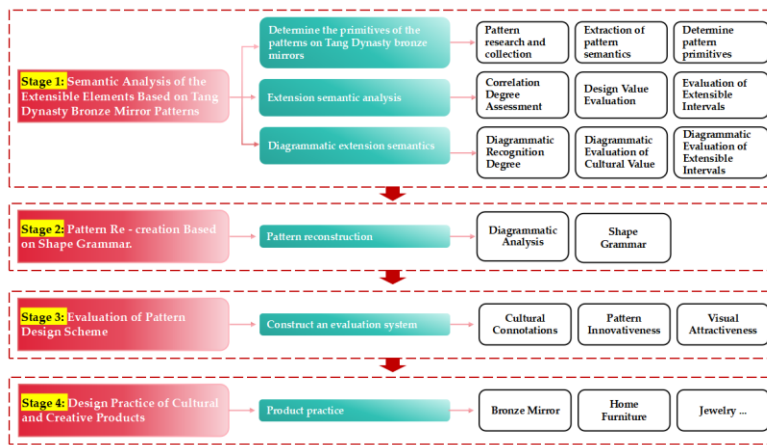 Stage 1: Semantic Analysis of the
Extensible Elements Based on Tang
Dynasty Bronze Mirror Patterns
Determine the primitives of the
patterns on Tang Dynasty bronze
mirrors
Pattern
research and
collection
Extraction of
pattern
semantics
Determine
pattern
primitives
Extension semantic analysis
Correlation
Degree
Assessment
Design Value
Evaluation
Evaluation of
Extensible
Intervals
Diagrammatic extension semantics
Diagrammatic
Recognition
Degree
Diagrammatic
Evaluation of
Cultural Value
Diagrammatic
Evaluation of
Extensible
Intervals
Stage 2: Pattern Re - creation Based
on Shape Grammar.
Pattern reconstruction
Diagrammatic
Analysis
Shape
Grammar
Stage 3: Evaluation of Pattern
Design Scheme
Construct an evaluation system
Cultural
Connotations
Pattern
Innovativeness
Visual
Attractiveness
Stage 4: Design Practice of Cultural
and Creative Products
Product practice
Bronze Mirror
Home
Furniture
Jewelry ...